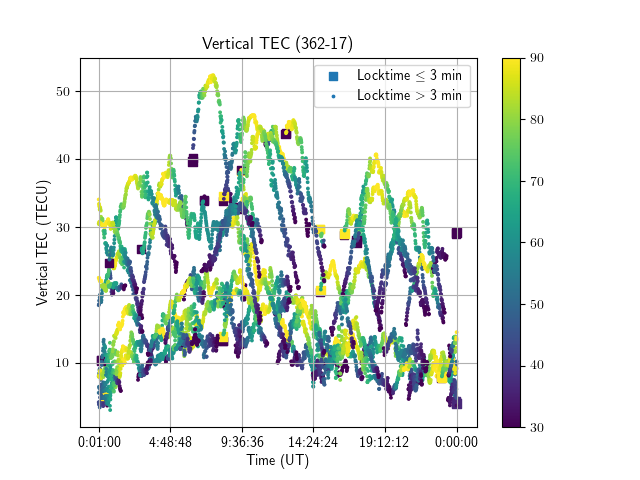 Vertical TEC (362-17)
Locktime ≤ 3 min
Locktime > 3 min
Vertical TEC (TECU)
50
40
30
20
10
0:01:00 4:48:48 9:36:36 14:24:24 19:12:12 0:00:00
Time (UT)
90
80
70
60
50
40
30